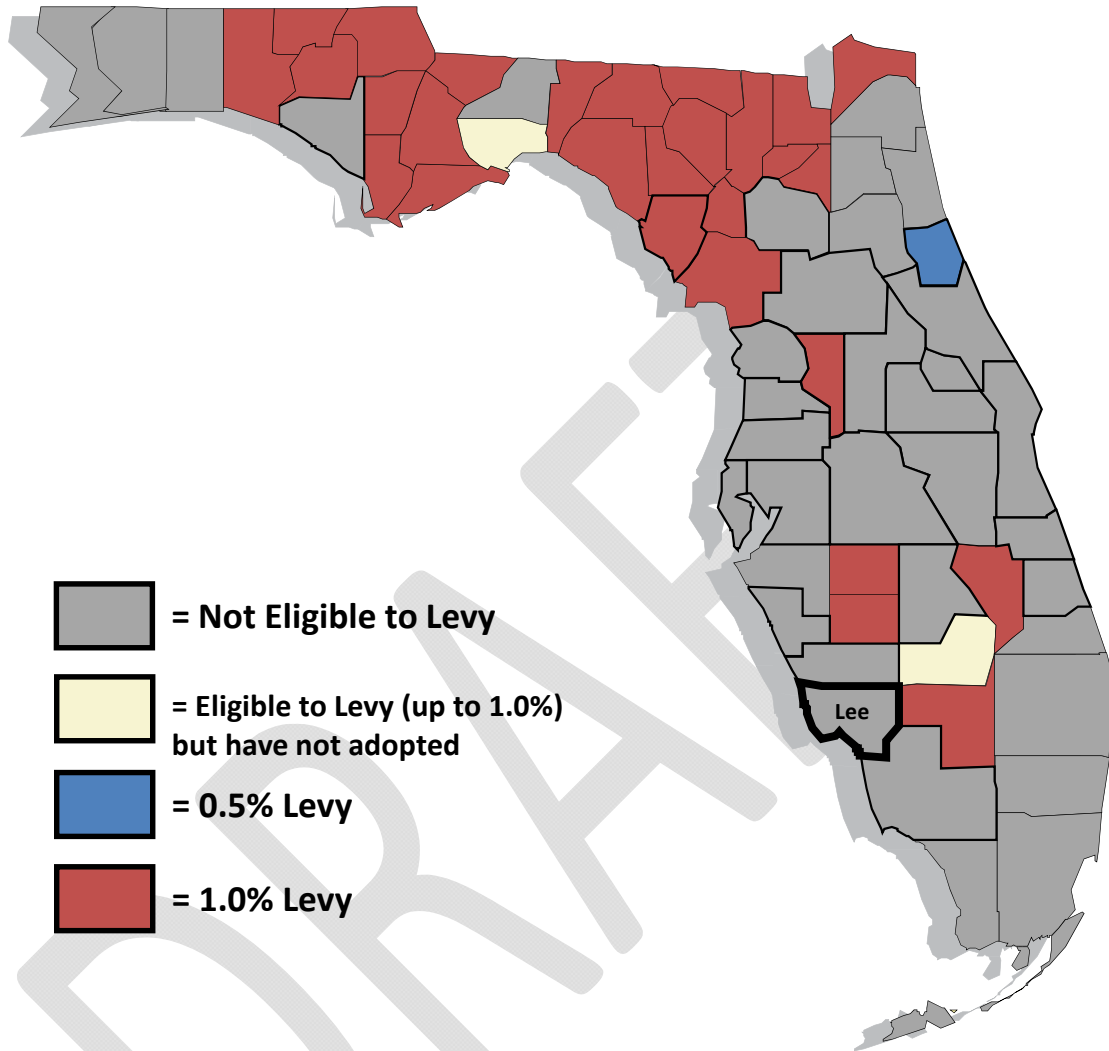 = Not Eligible to Levy
= Eligible to Levy (up to 1.0%)
but have not adopted
= 0.5% Levy
= 1.0% Levy
Lee
DRAFT